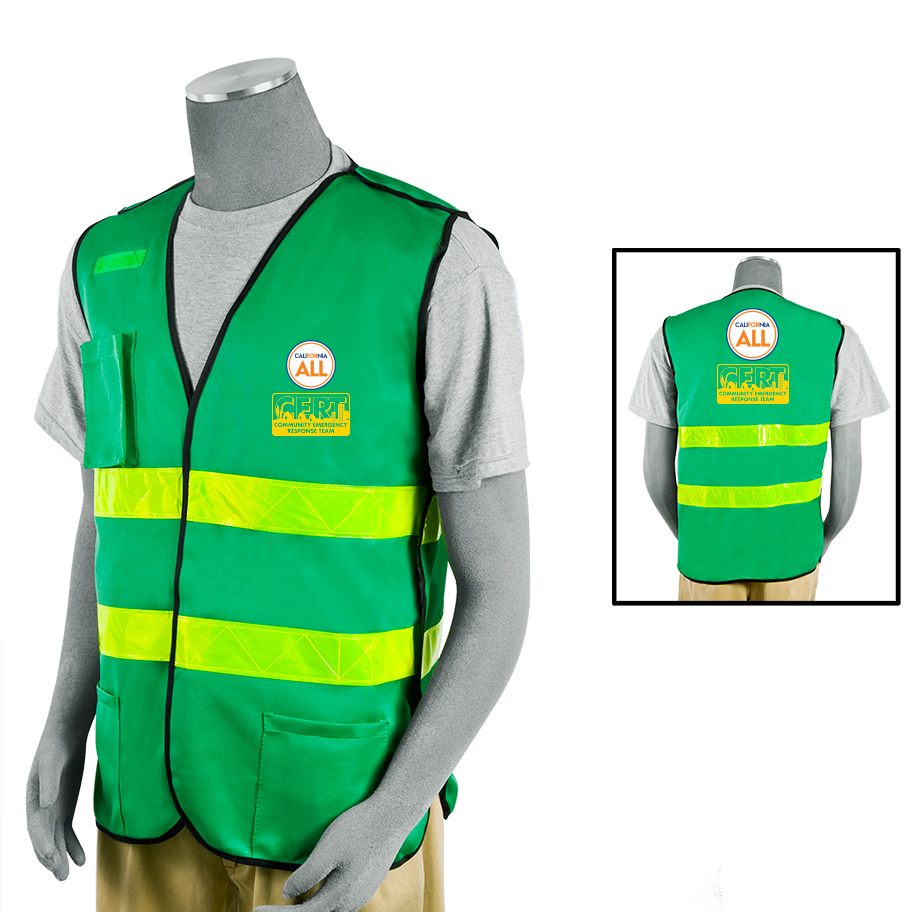 CALIFORNIA
ALL
CERT
COMMUNITY EMERGENCY
RESPONSE TEAM
CALIFORNIA
ALL
CERT
COMMUNITY EMERGENCY
RESPONSE TEAM